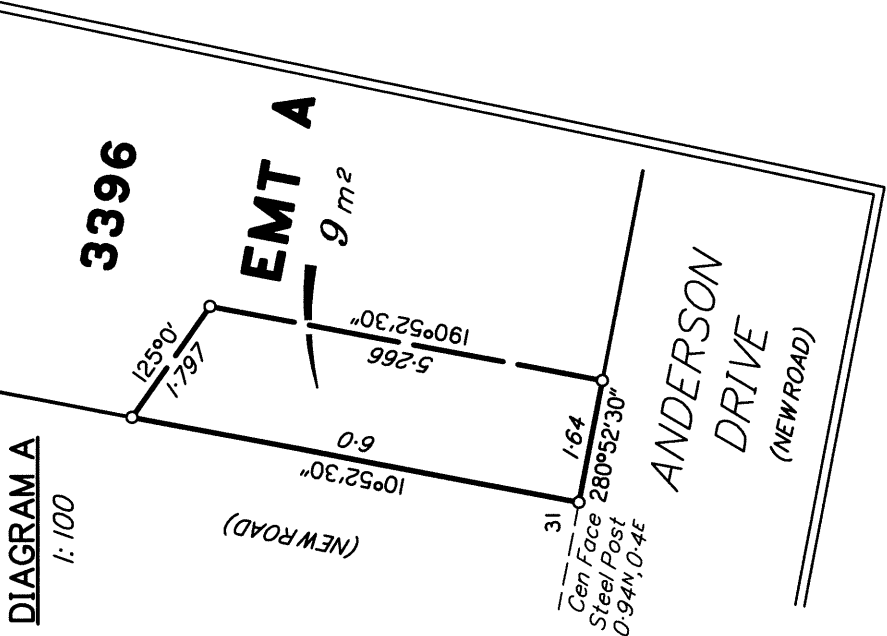 DIAGRAM A
1:100
3396
EMT A
9 m²
125°0'
1·797
190°52'30"
5·266
6·0
10°52'30"
(NEW ROAD)
1·64
280°52'30"
31
Cen Face
Steel Post
0·94N, 0·4E
ANDERSON
DRIVE
(NEW ROAD)